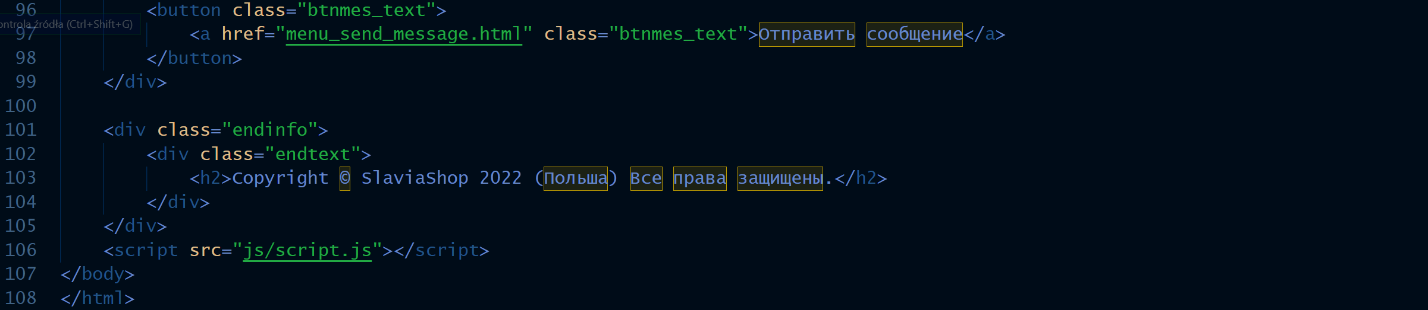 96 <button class="btnmes_text">
ontrola źródła (Ctrl+Shift+G)
97 <a href="menu_send_message.html" class="btnmes_text">Отправить сообщение</a>
98 </button>
99 </div>
100
101 <div class="endinfo">
102 <div class="endtext">
103 <h2>Copyright © SlaviaShop 2022 (Польша) Все права защищены.</h2>
104 </div>
105 </div>
106 <script src="js/script.js"></script>
107 </body>
108 </html>